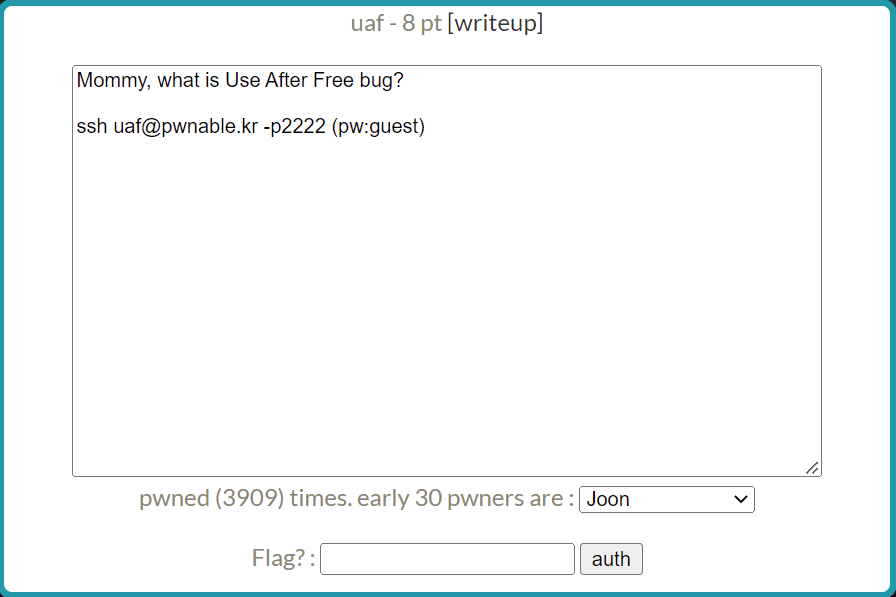 uaf - 8 pt [writeup]
Mommy, what is Use After Free bug?
ssh uaf@pwnable.kr -p2222 (pw:guest)
pwned (3909) times. early 30 pwners are : Joon
Flag? : auth